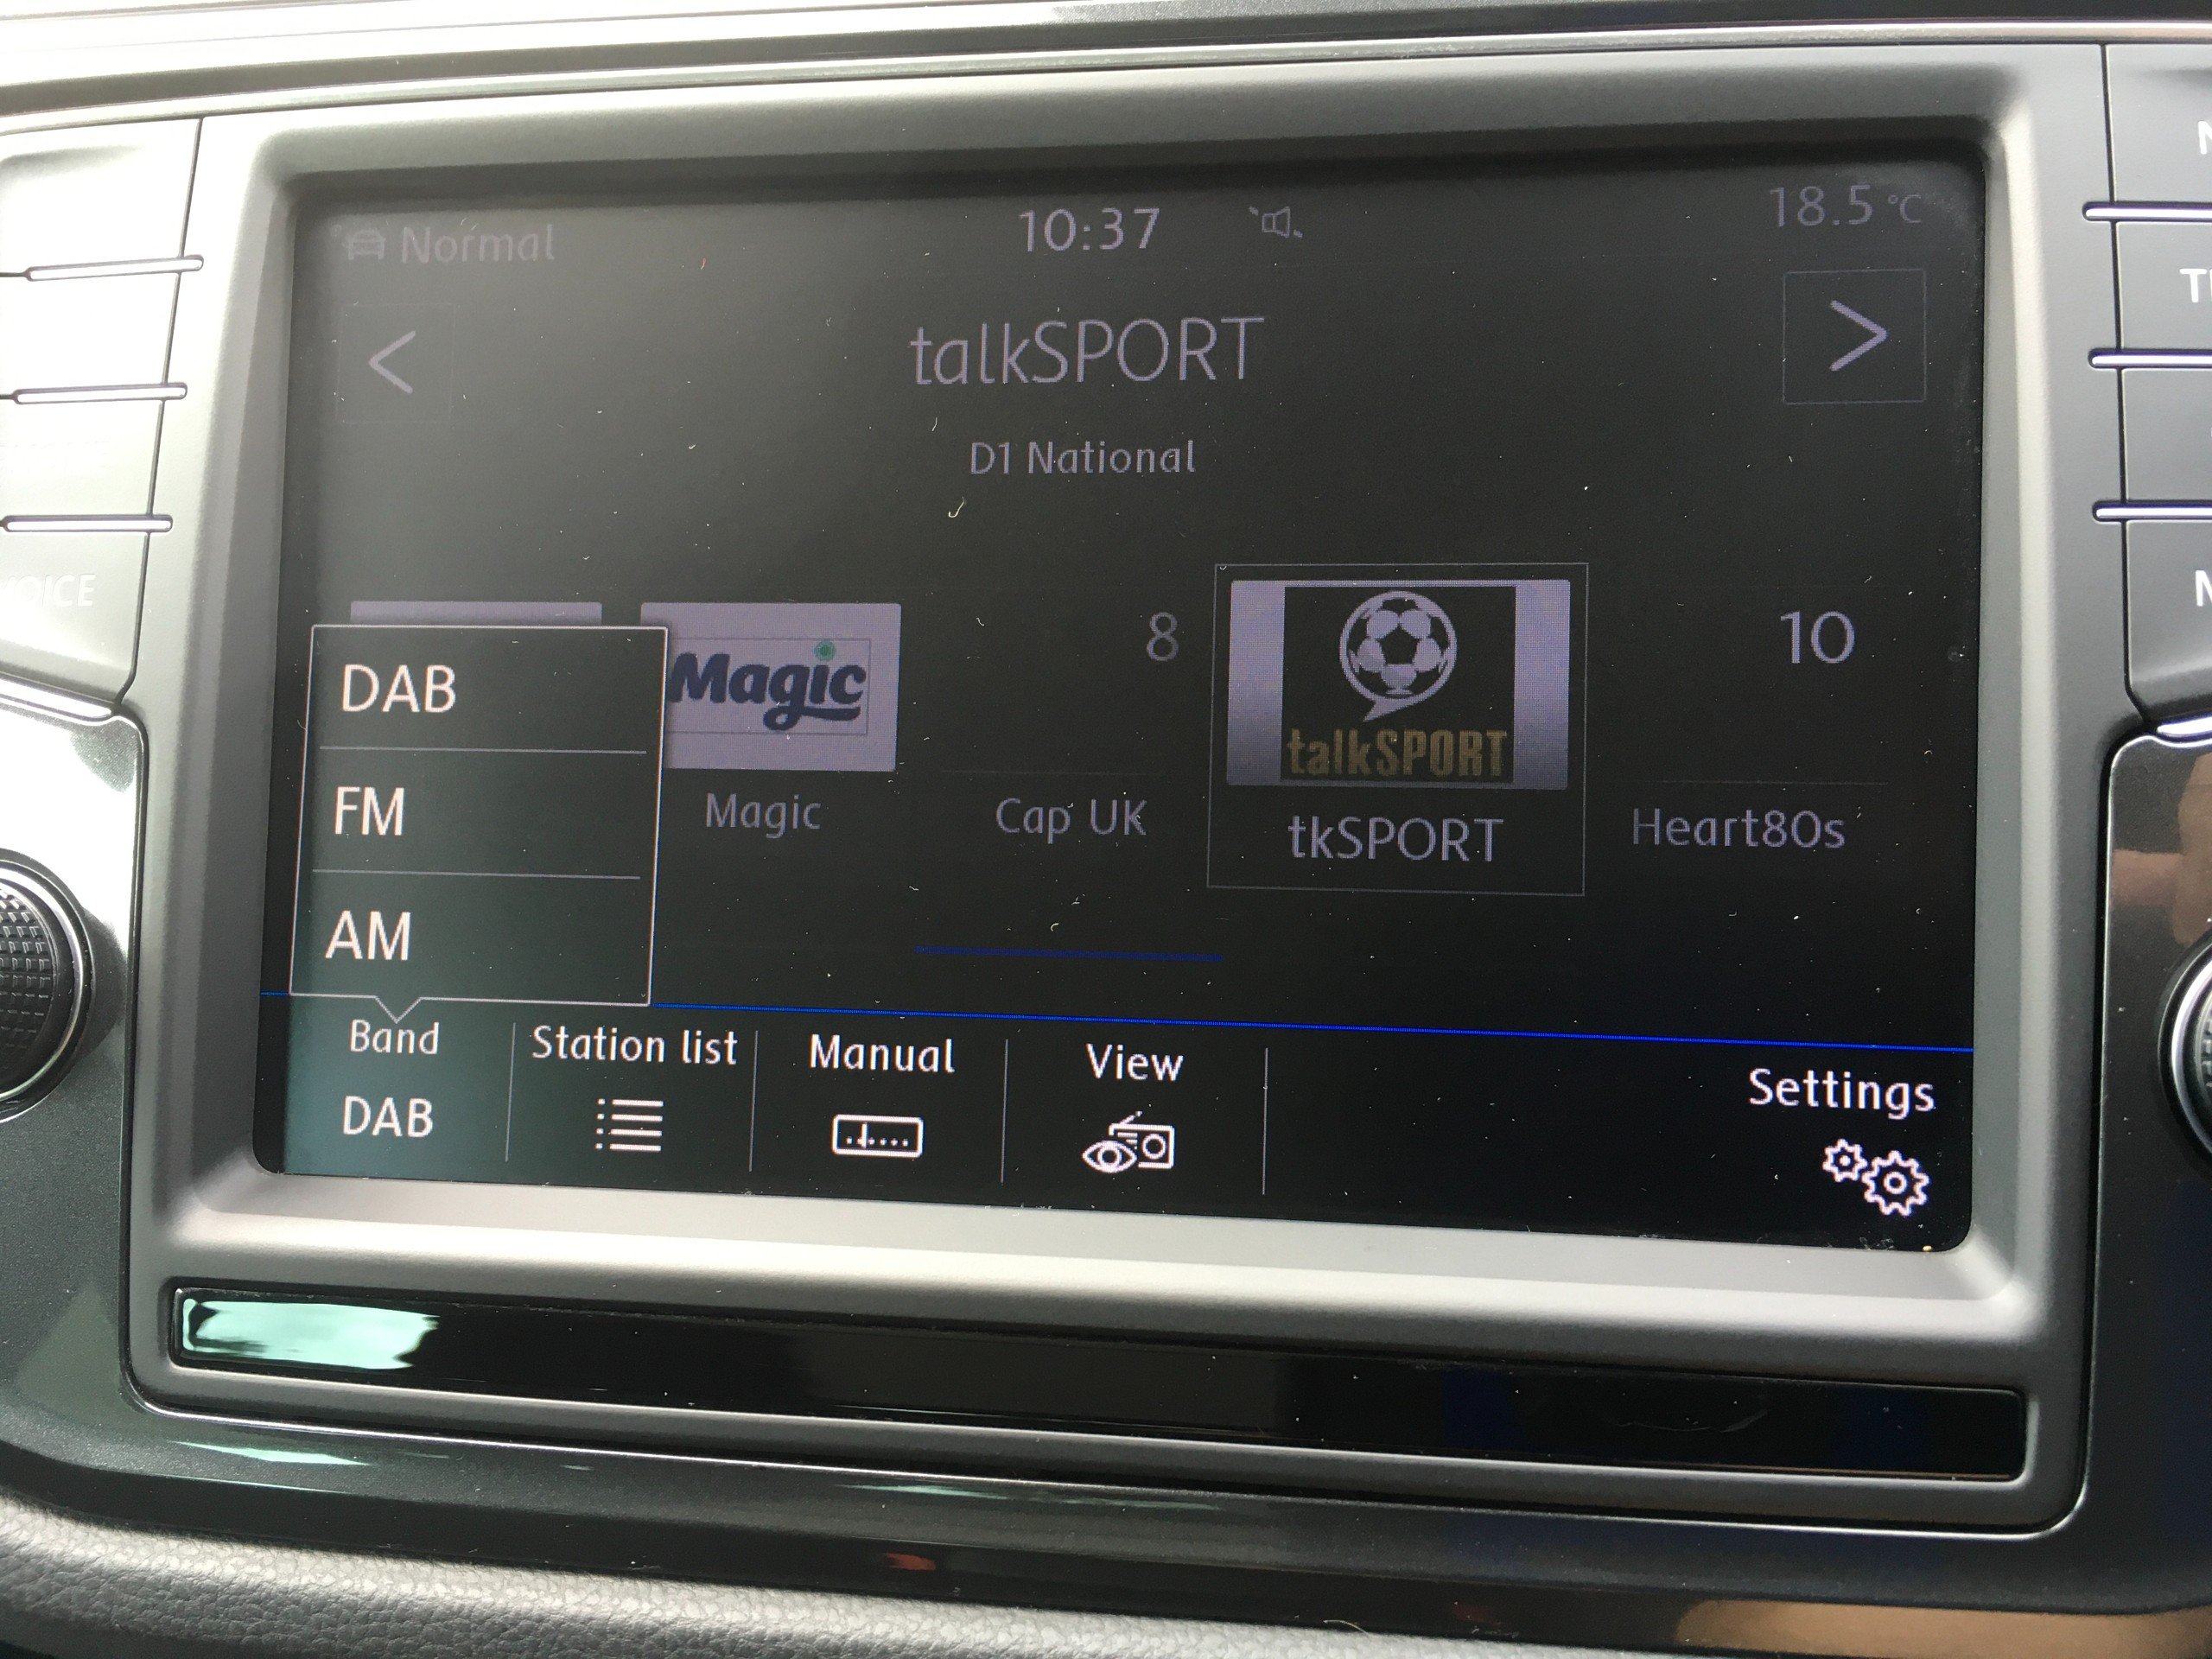 Normal
10:37
18.5 °C
<
talkSPORT
>
D1 National
8
10
Magic
talkSPORT
Magic
Cap UK
tkSPORT
Heart80s
DAB
FM
AM
Band
DAB
Station list
Manual
View
Settings
VOICE